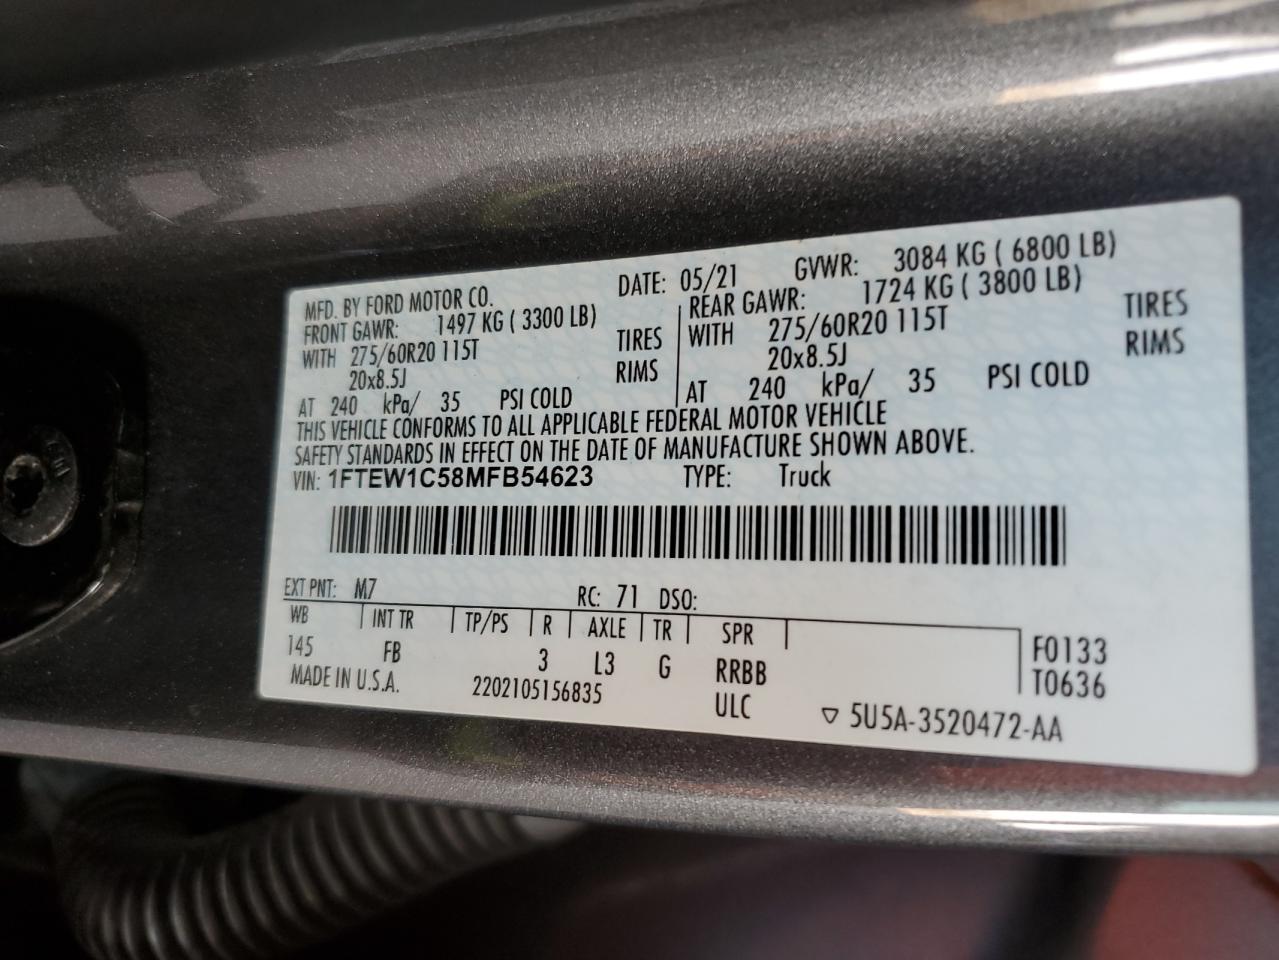 MFD. BY FORD MOTOR CO. DATE: 05/21 GVWR: 3084 KG ( 6800 LB)
FRONT GAWR: 1497 KG ( 3300 LB) REAR GAWR: 1724 KG ( 3800 LB)
WITH 275/60R20 115T TIRES WITH 275/60R20 115T TIRES
20x8.5J RIMS 20x8.5J RIMS
AT 240 kPa/ 35 PSI COLD AT 240 kPa/ 35 PSI COLD
THIS VEHICLE CONFORMS TO ALL APPLICABLE FEDERAL MOTOR VEHICLE
SAFETY STANDARDS IN EFFECT ON THE DATE OF MANUFACTURE SHOWN ABOVE.
VIN: 1FTEW1C58MFB54623 TYPE: Truck
EXT PNT: M7 RC: 71 DSO:
WB INT TR TP/PS R AXLE TR SPR
145 FB 3 L3 G RRBB F0133
MADE IN U.S.A. 2202105156835 ULC T0636
▽ 5U5A-3520472-AA